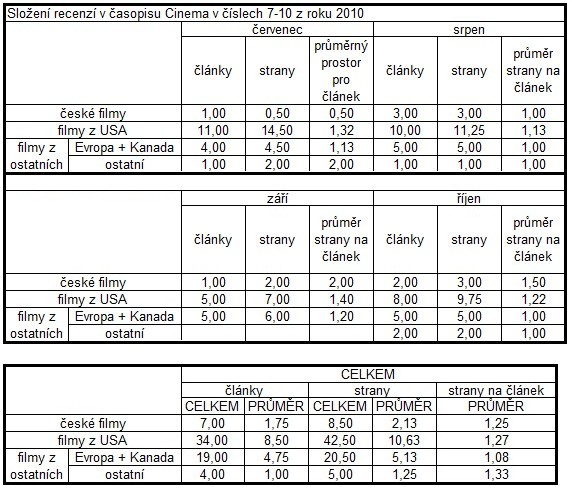 Složení recenzí v časopisu Cinema v číslech 7-10 z roku 2010
červenec srpen
články strany průměrný prostor pro článek články strany průměr strany na článek
české filmy 1,00 0,50 0,50 3,00 3,00 1,00
filmy z USA 11,00 14,50 1,32 10,00 11,25 1,13
filmy z ostatních Evropa + Kanada 4,00 4,50 1,13 5,00 5,00 1,00
ostatní 1,00 2,00 2,00 1,00 1,00 1,00
září říjen
články strany průměr strany na článek články strany průměr strany na článek
české filmy 1,00 2,00 2,00 2,00 3,00 1,50
filmy z USA 5,00 7,00 1,40 8,00 9,75 1,22
filmy z ostatních Evropa + Kanada 5,00 6,00 1,20 5,00 5,00 1,00
ostatní 2,00 2,00 1,00
CELKEM
články strany strany na článek
CELKEM PRŮMĚR CELKEM PRŮMĚR PRŮMĚR
české filmy 7,00 1,75 8,50 2,13 1,25
filmy z USA 34,00 8,50 42,50 10,63 1,27
filmy z ostatních Evropa + Kanada 19,00 4,75 20,50 5,13 1,08
ostatní 4,00 1,00 5,00 1,25 1,33